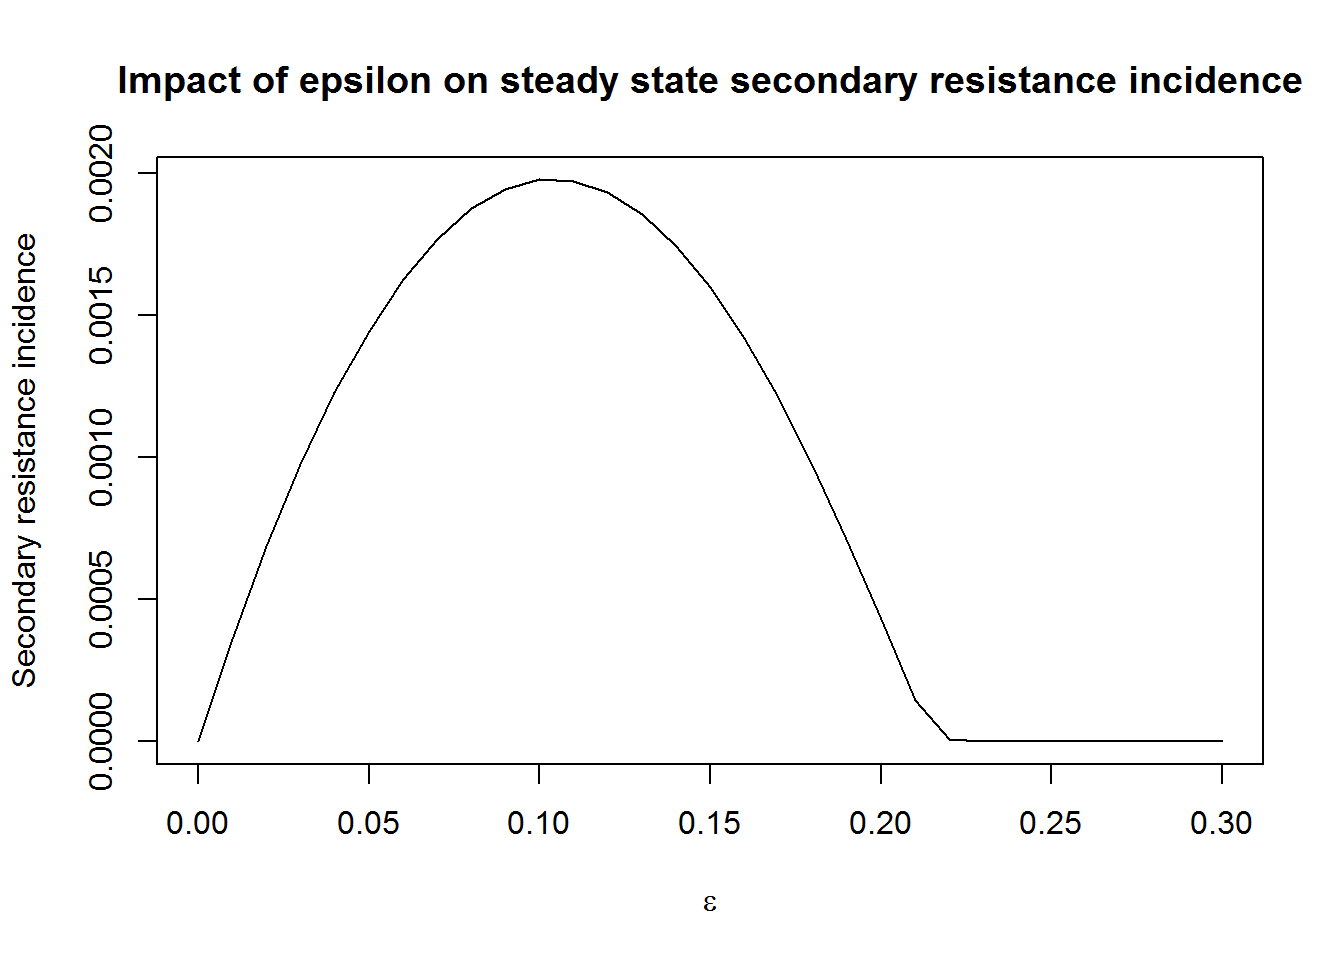 Impact of epsilon on steady state secondary resistance incidence
Secondary resistance incidence
0.0020
0.0015
0.0010
0.0005
0.0000
0.00 0.05 0.10 0.15 0.20 0.25 0.30
ε